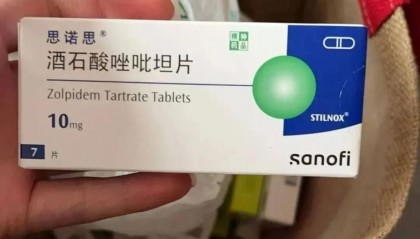 思诺思®
精神
药品
酒石酸唑吡坦片
Zolpidem Tartrate Tablets
10mg
STILNOX®
7 片
sanofi